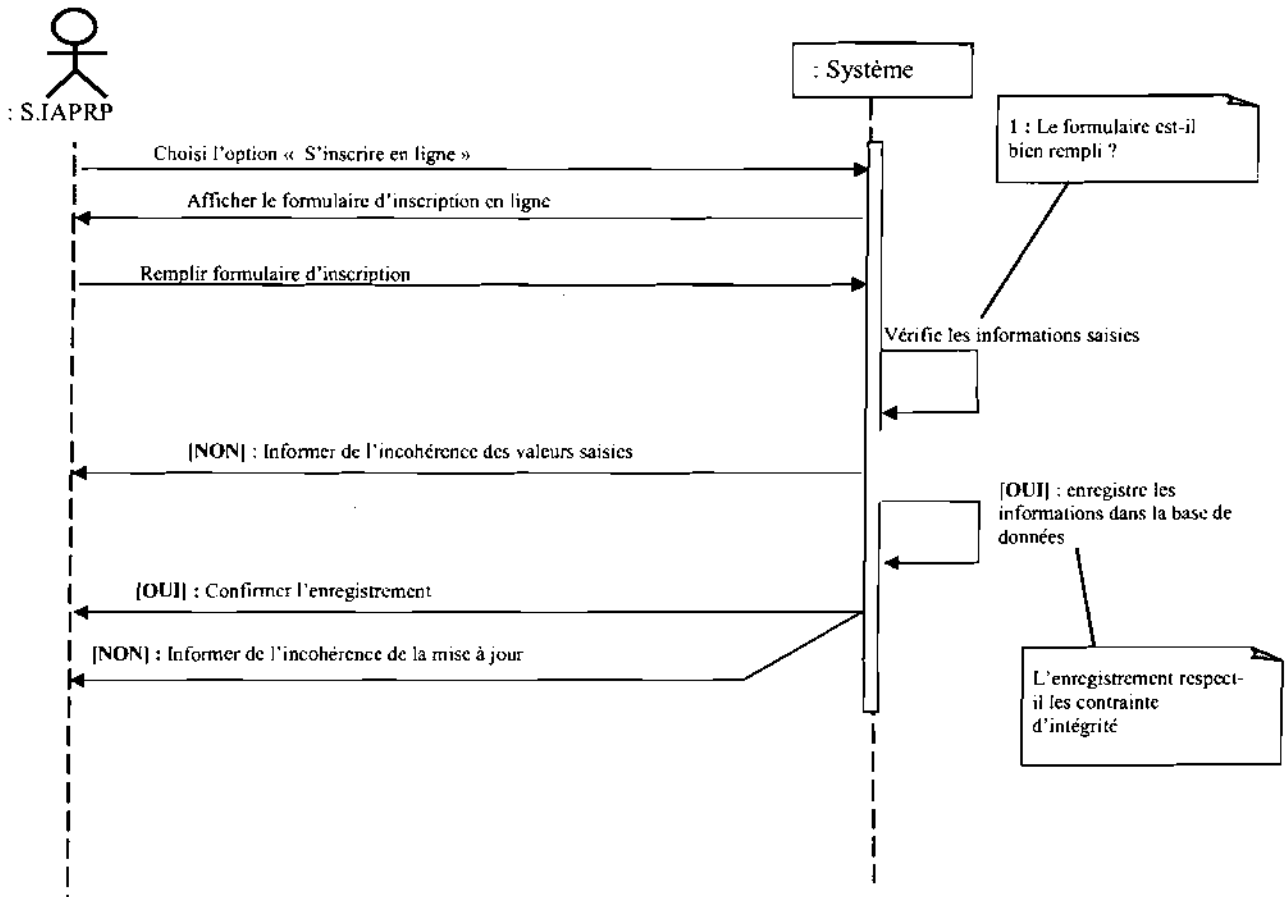 : Système
: S.IAPRP
1 : Le formulaire est-il
bien rempli ?
Choisi l'option « S'inscrire en ligne »
Afficher le formulaire d'inscription en ligne
Remplir formulaire d'inscription
Vérifie les informations saisies
[NON] : Informer de l'incohérence des valeurs saisies
[OUI] : enregistre les
informations dans la base de
données
[OUI] : Confirmer l'enregistrement
[NON] : Informer de l'incohérence de la mise à jour
L'enregistrement respect-
il les contrainte
d'intégrité